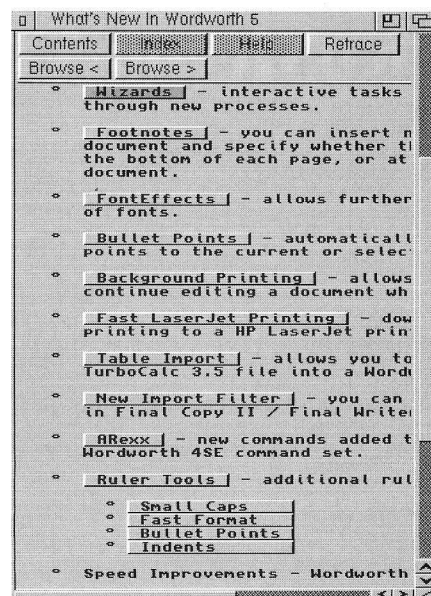 What's New In Wordworth 5
Contents Index Help Retrace
Browse < Browse >
Wizards - interactive tasks
through new processes.
Footnotes - you can insert
document and specify whether
the bottom of each page, or at
document.
FontEffects - allows further
of fonts.
Bullet Points - automatical
points to the current or selec
Background Printing - allows
continue editing a document wh
Fast LaserJet Printing - dow
printing to a HP LaserJet prin
Table Import - allows you to
TurboCalc 3.5 file into a Word
New Import Filter - you can
in Final Copy II / Final Write
ARexx - new commands added t
Wordworth 4SE command set.
Ruler Tools - additional rul
Small Caps
Fast Format
Bullet Points
Indents
Speed Improvements - Wordworth